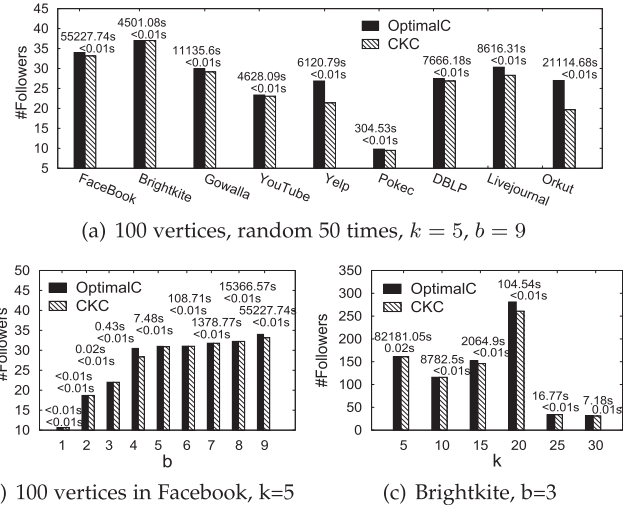 45
40
35
30
25
20
15
10
5
#Followers
OptimalC
CKC
55227.74s
<0.01s
4501.08s
<0.01s
11135.6s
<0.01s
4628.09s
<0.01s
6120.79s
<0.01s
304.53s
<0.01s
7666.18s
<0.01s
8616.31s
<0.01s
21114.68s
<0.01s
FaceBook
Brightkite
Gowalla
YouTube
Yelp
Pokec
DBLP
Livejournal
Orkut
(a) 100 vertices, random 50 times, k = 5, b = 9
50
45
40
35
30
25
20
15
10
#Followers
OptimalC
CKC
<0.01s
<0.01s
<0.01s
<0.01s
0.02s
<0.01s
0.43s
<0.01s
7.48s
<0.01s
108.71s
<0.01s
1378.77s
<0.01s
15366.57s
<0.01s
55227.74s
<0.01s
1 2 3 4 5 6 7 8 9
b
) 100 vertices in Facebook, k=5
350
300
250
200
150
100
50
0
#Followers
OptimalC
CKC
82181.05s
0.02s
8782.5s
<0.01s
2064.9s
<0.01s
104.54s
<0.01s
16.77s
<0.01s
7.18s
0.01s
5 10 15 20 25 30
k
(c) Brightkite, b=3